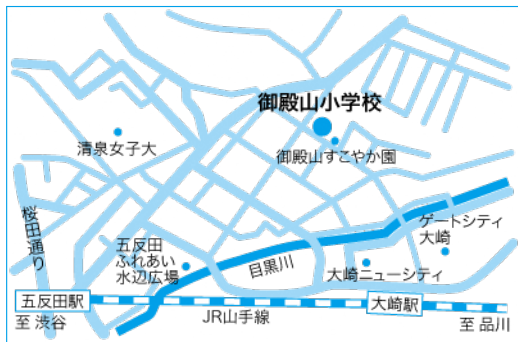 御殿山小学校
御殿山すこやか園
清泉女子大
桜田通り
ゲートシティ
大崎
五反田
ふれあい
水辺広場
目黒川
大崎ニューシティ
五反田駅
大崎駅
至 渋谷
JR山手線
至 品川